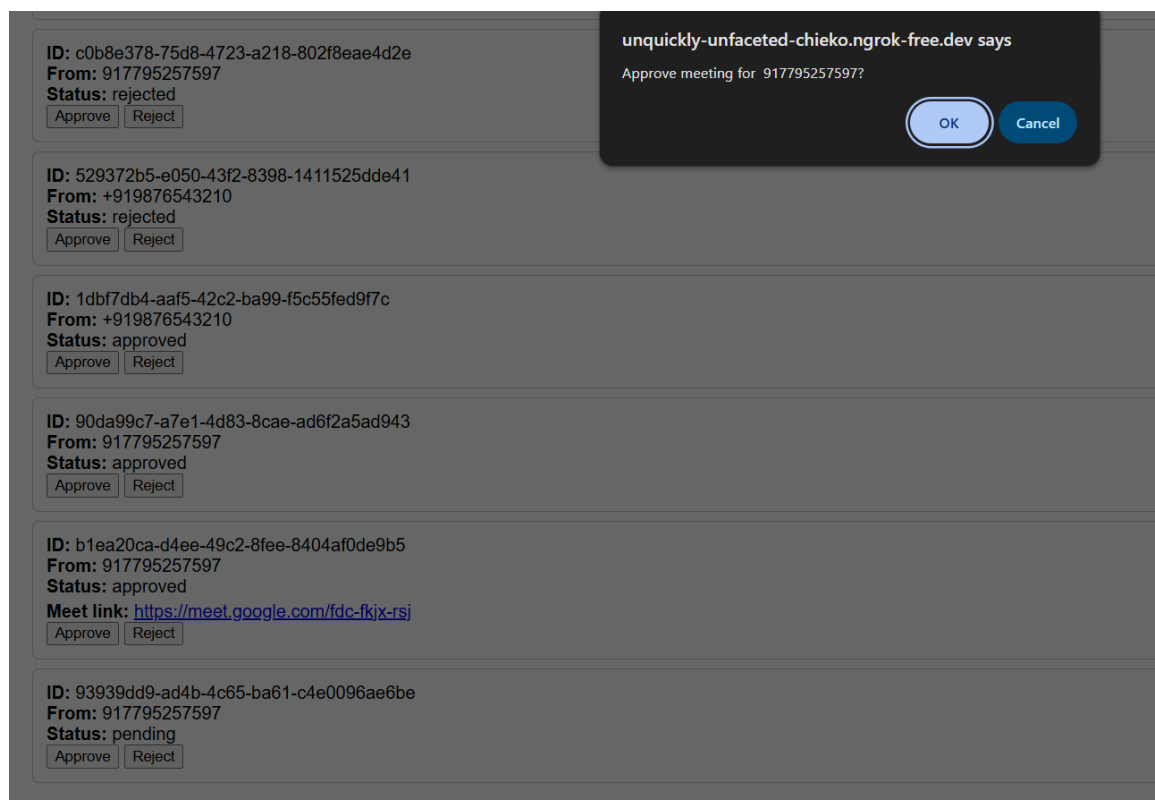 unquickly-unfaceted-chieko.ngrok-free.dev says
Approve meeting for 917795257597?
OK Cancel
ID: c0b8e378-75d8-4723-a218-802f8eae4d2e
From: 917795257597
Status: rejected
Approve Reject
ID: 529372b5-e050-43f2-8398-1411525dde41
From: +919876543210
Status: rejected
Approve Reject
ID: 1dbf7db4-aaf5-42c2-ba99-f5c55fed9f7c
From: +919876543210
Status: approved
Approve Reject
ID: 90da99c7-a7e1-4d83-8cae-ad6f2a5ad943
From: 917795257597
Status: approved
Approve Reject
ID: b1ea20ca-d4ee-49c2-8fee-8404af0de9b5
From: 917795257597
Status: approved
Meet link: https://meet.google.com/fdc-fkjx-rsj
Approve Reject
ID: 93939dd9-ad4b-4c65-ba61-c4e0096ae6be
From: 917795257597
Status: pending
Approve Reject